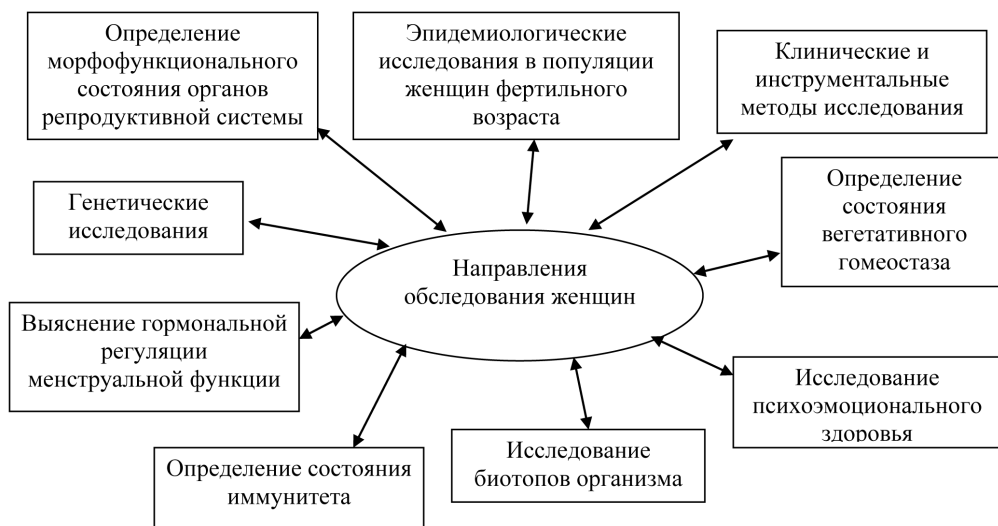 Определение
морфофункционального
состояния органов
репродуктивной системы
Эпидемиологические
исследования в популяции
женщин фертильного
возраста
Клинические и
инструментальные
методы исследования
Генетические
исследования
Определение
состояния
вегетативного
гомеостаза
Направления
обследования женщин
Выяснение гормональной
регуляции
менструальной функции
Исследование
психоэмоционального
здоровья
Определение состояния
иммунитета
Исследование
биотопов организма